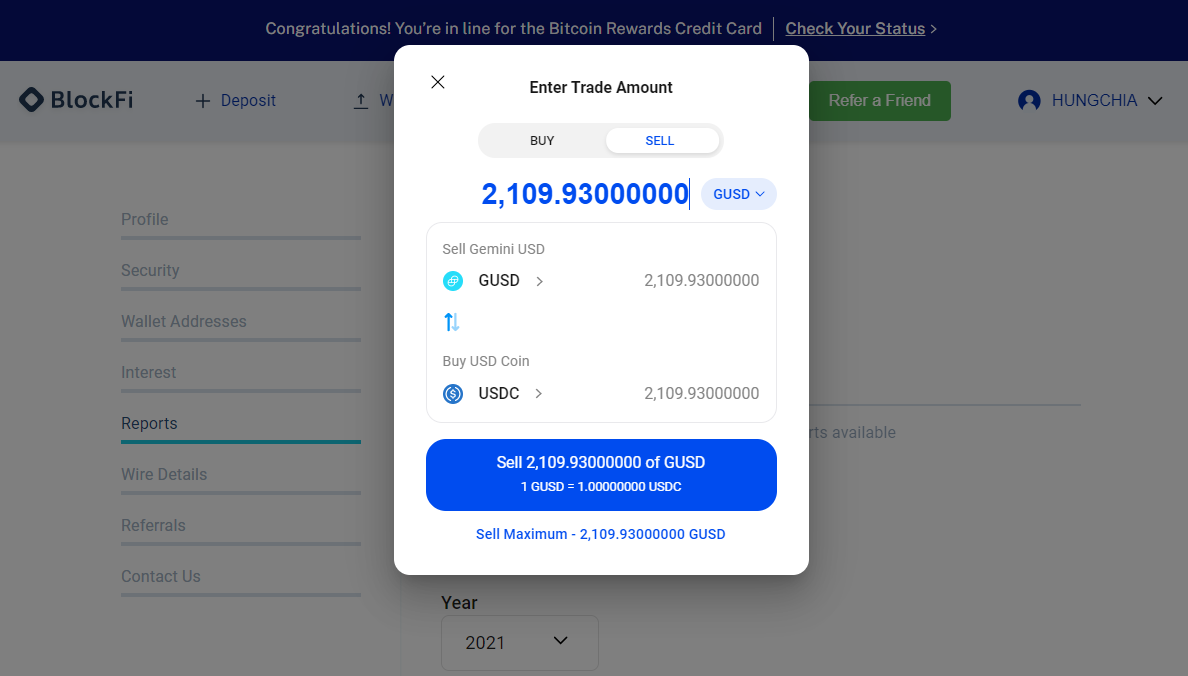 Congratulations! You're in line for the Bitcoin Rewards Credit Card Check Your Status >
BlockFi
Deposit
W
Refer a Friend
HUNGCHIA
Enter Trade Amount
BUY
SELL
2,109.93000000
GUSD
Sell Gemini USD
GUSD
2,109.93000000
Buy USD Coin
USDC
2,109.93000000
Sell 2,109.93000000 of GUSD
1 GUSD = 1.00000000 USDC
Sell Maximum - 2,109.93000000 GUSD
Profile
Security
Wallet Addresses
Interest
Reports
Wire Details
Referrals
Contact Us
rts available
Year
2021